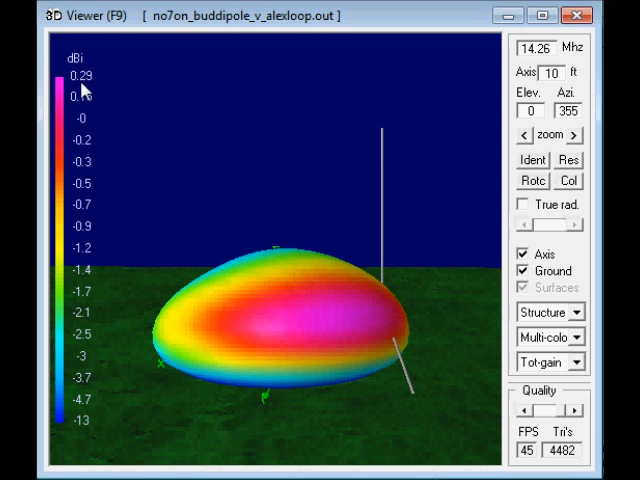 3D Viewer (F9) [ no7on_buddipole_v_alexloop.out ]
dBi
0.29
-0
-0.2
-0.3
-0.5
-0.7
-0.9
-1.2
-1.4
-1.7
-2.1
-2.5
-3
-3.7
-4.7
-13
X
14.26 Mhz
Axis 10 ft
Elev. Azi.
0 355
< zoom >
Ident Res
Rotc Col
True rad.
Axis
Ground
Surfaces
Structure
Multi-colo
Tot-gain
Quality
FPS Tri's
45 4482